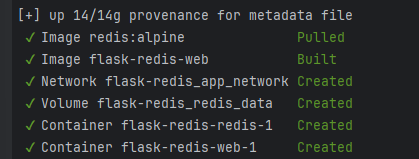 [+] up 14/14g provenance for metadata file
✓ Image redis:alpine Pulled
✓ Image flask-redis-web Built
✓ Network flask-redis_app_network Created
✓ Volume flask-redis_redis_data Created
✓ Container flask-redis-redis-1 Created
✓ Container flask-redis-web-1 Created